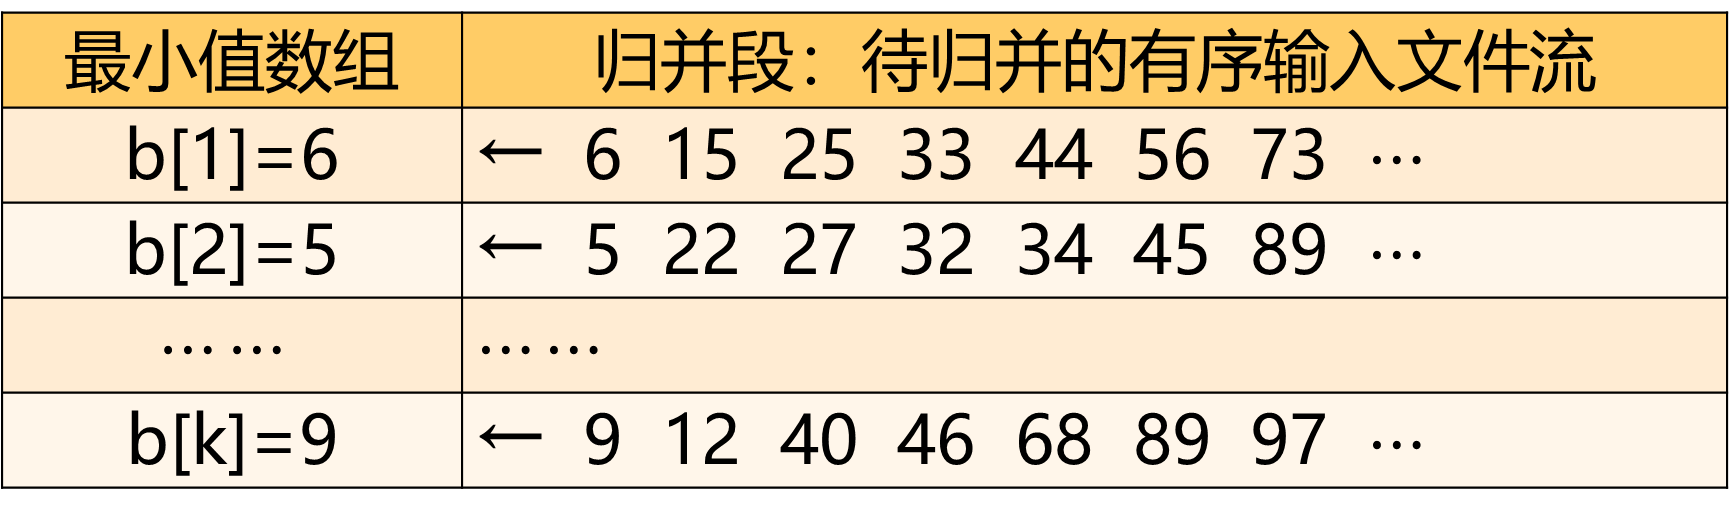 最小值数组 归并段：待归并的有序输入文件流
b[1]=6 ← 6 15 25 33 44 56 73 …
b[2]=5 ← 5 22 27 32 34 45 89 …
…… ……
b[k]=9 ← 9 12 40 46 68 89 97 …